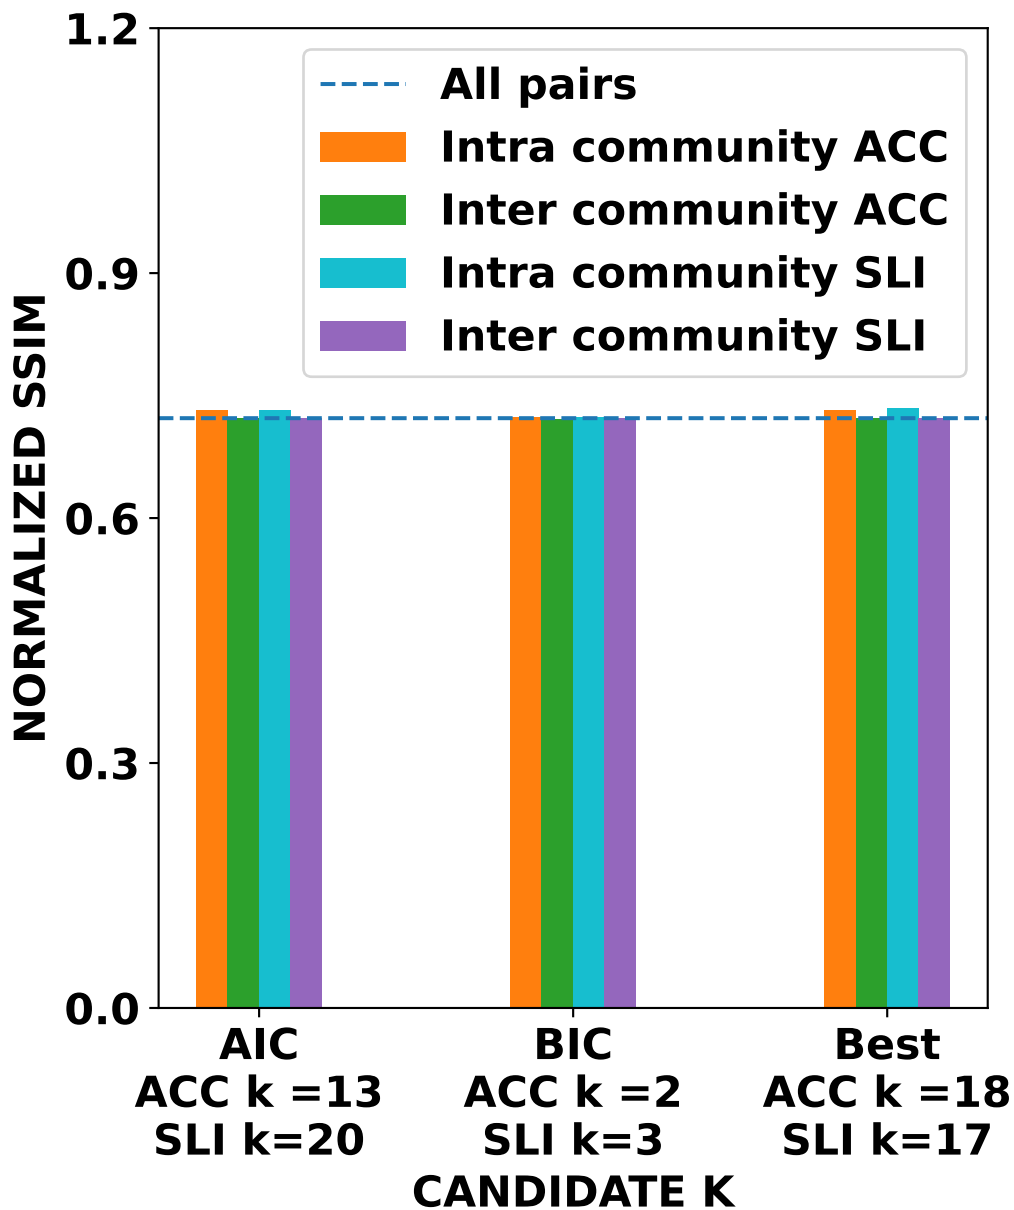 1.2
0.9
0.6
0.3
0.0
NORMALIZED SSIM
All pairs
Intra community ACC
Inter community ACC
Intra community SLI
Inter community SLI
AIC
ACC k =13
SLI k=20
BIC
ACC k =2
SLI k=3
Best
ACC k =18
SLI k=17
CANDIDATE K